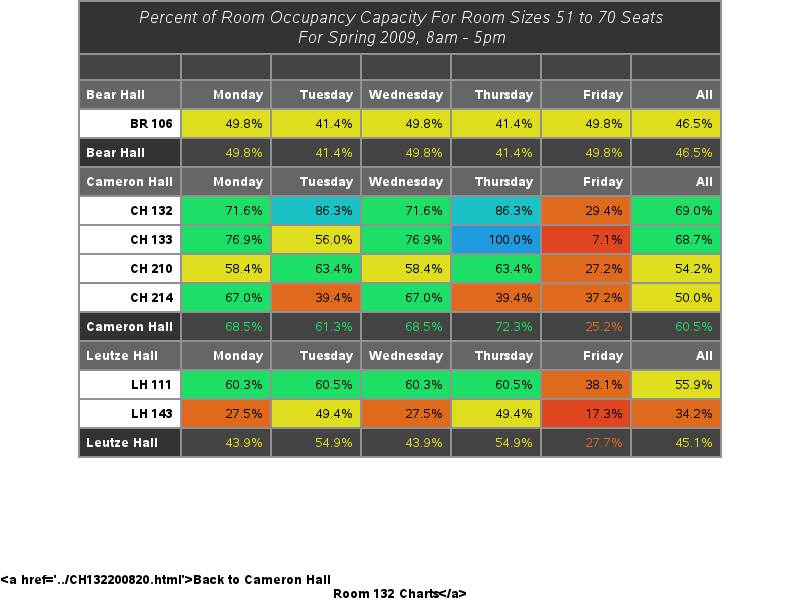 Percent of Room Occupancy Capacity For Room Sizes 51 to 70 Seats
For Spring 2009, 8am - 5pm
Bear Hall Monday Tuesday Wednesday Thursday Friday All
BR 106 49.8% 41.4% 49.8% 41.4% 49.8% 46.5%
Bear Hall 49.8% 41.4% 49.8% 41.4% 49.8% 46.5%
Cameron Hall Monday Tuesday Wednesday Thursday Friday All
CH 132 71.6% 86.3% 71.6% 86.3% 29.4% 69.0%
CH 133 76.9% 56.0% 76.9% 100.0% 7.1% 68.7%
CH 210 58.4% 63.4% 58.4% 63.4% 27.2% 54.2%
CH 214 67.0% 39.4% 67.0% 39.4% 37.2% 50.0%
Cameron Hall 68.5% 61.3% 68.5% 72.3% 25.2% 60.5%
Leutze Hall Monday Tuesday Wednesday Thursday Friday All
LH 111 60.3% 60.5% 60.3% 60.5% 38.1% 55.9%
LH 143 27.5% 49.4% 27.5% 49.4% 17.3% 34.2%
Leutze Hall 43.9% 54.9% 43.9% 54.9% 27.7% 45.1%
<a href='../CH132200820.html'>Back to Cameron Hall
Room 132 Charts</a>